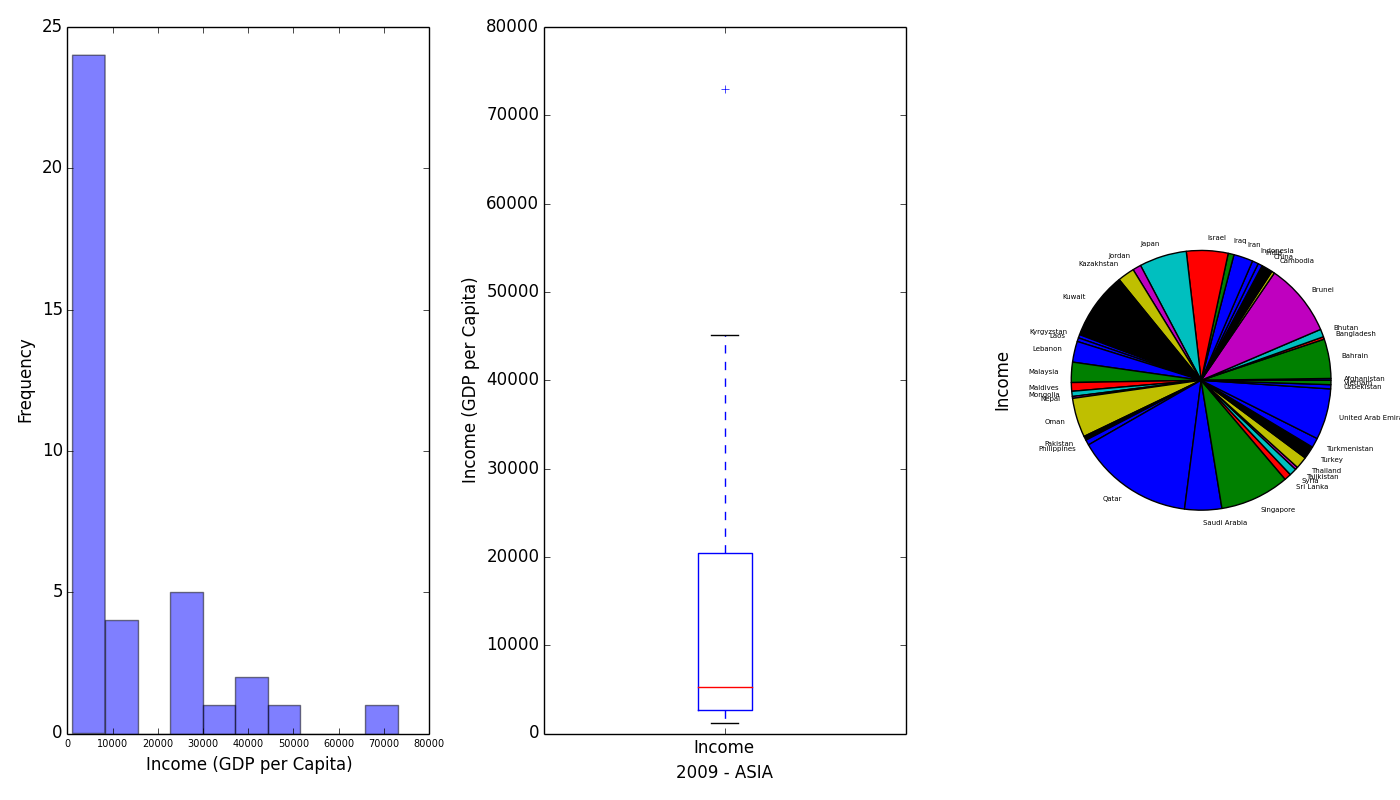 25
20
15
10
5
0
Frequency
0 10000 20000 30000 40000 50000 60000 70000 80000
Income (GDP per Capita)
80000
70000
60000
50000
40000
30000
20000
10000
0
Income (GDP per Capita)
Income
2009 - ASIA
Income
Israel
Iraq
Iran
Indonesia
China
Cambodia
Brunei
Bhutan
Bangladesh
Bahrain
Afghanistan
Uzbekistan
United Arab Emira
Turkmenistan
Turkey
Thailand
Tajikistan
Syria
Sri Lanka
Singapore
Saudi Arabia
Qatar
Philippines
Pakistan
Oman
Nepal
Mongolia
Maldives
Malaysia
Lebanon
Laos
Kyrgyzstan
Kuwait
Kazakhstan
Jordan
Japan